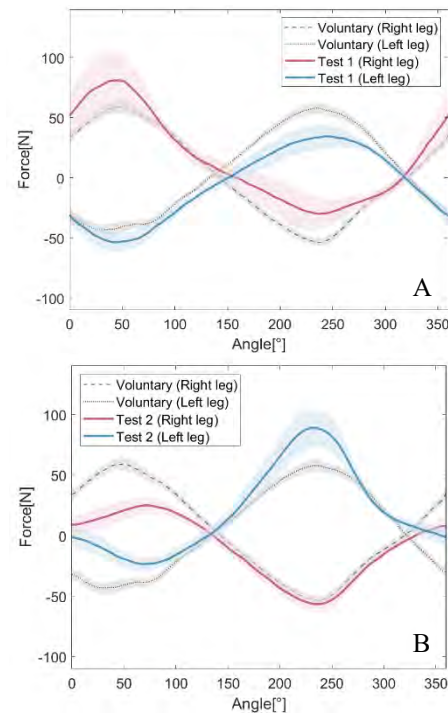 Voluntary (Right leg)
Voluntary (Left leg)
Test 1 (Right leg)
Test 1 (Left leg)
100
50
0
-50
-100
Force[N]
0 50 100 150 200 250 300 350
Angle[°]
A
Voluntary (Right leg)
Voluntary (Left leg)
Test 2 (Right leg)
Test 2 (Left leg)
100
50
0
-50
-100
Force[N]
0 50 100 150 200 250 300 350
Angle[°]
B